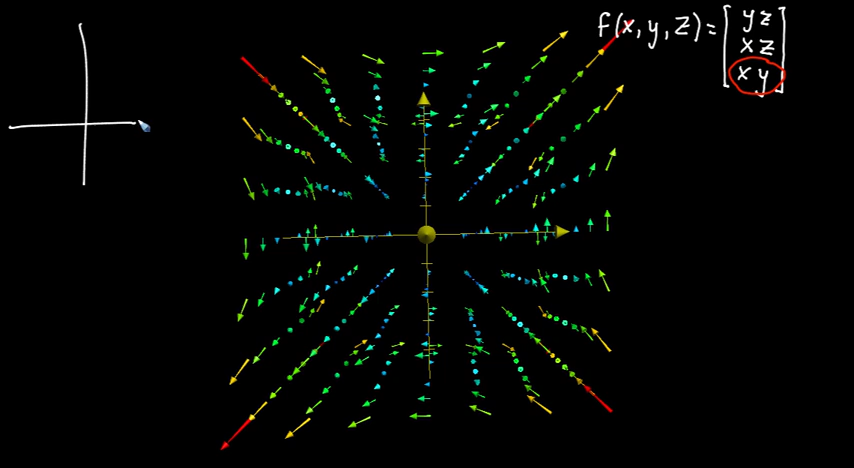 f(x, y, z) = [yz
xz
xy]